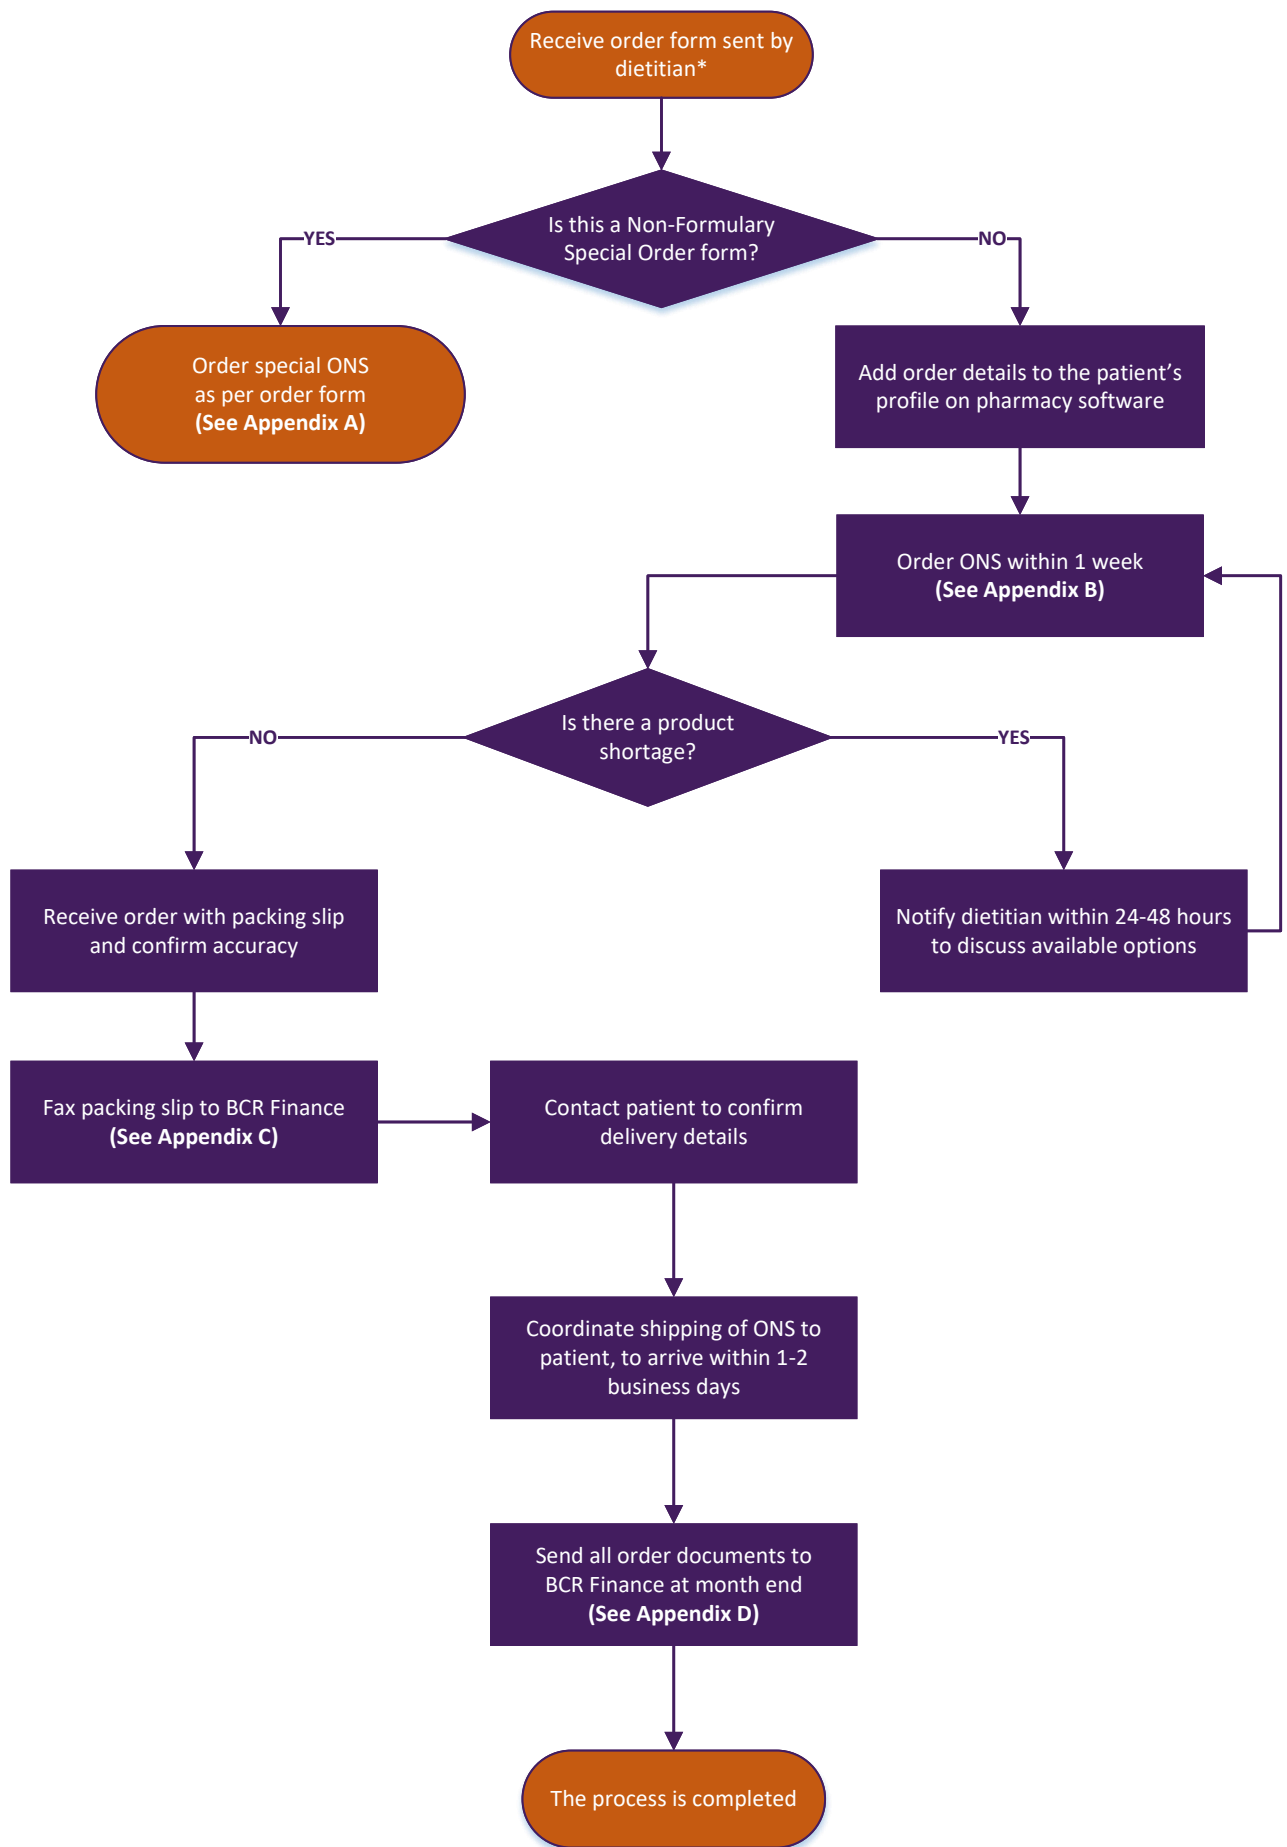 Receive order form sent by
dietitian*
Is this a Non-Formulary
Special Order form?
YES
NO
Order special ONS
as per order form
(See Appendix A)
Add order details to the patient’s
profile on pharmacy software
Order ONS within 1 week
(See Appendix B)
Is there a product
shortage?
NO
YES
Receive order with packing slip
and confirm accuracy
Notify dietitian within 24-48 hours
to discuss available options
Fax packing slip to BCR Finance
(See Appendix C)
Contact patient to confirm
delivery details
Coordinate shipping of ONS to
patient, to arrive within 1-2
business days
Send all order documents to
BCR Finance at month end
(See Appendix D)
The process is completed